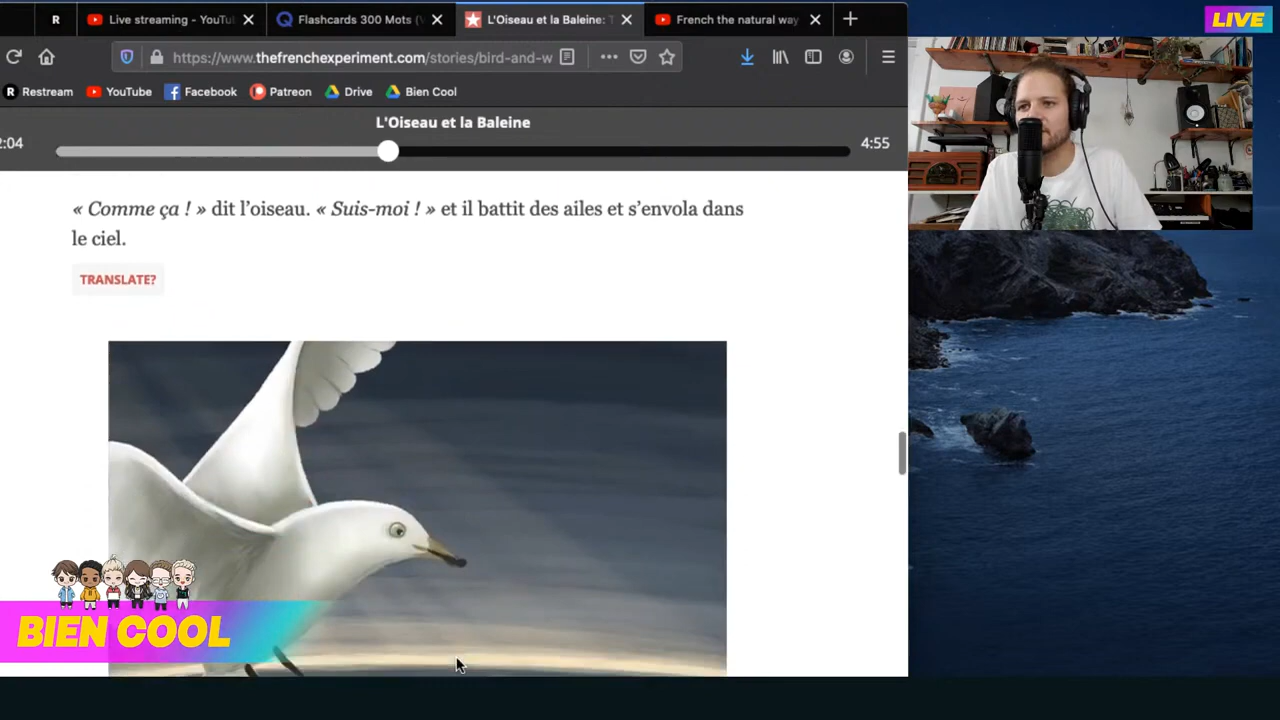 R
Live streaming - YouTu
Flashcards 300 Mots (
L'Oiseau et la Baleine:
French the natural way
LIVE
https://www.thefrenchexperiment.com/stories/bird-and-w
R Restream
YouTube
Facebook
Patreon
Drive
Bien Cool
L'Oiseau et la Baleine
2:04
4:55
« Comme ça ! » dit l'oiseau. « Suis-moi ! » et il battit des ailes et s'envola dans
le ciel.
TRANSLATE?
BIEN COOL